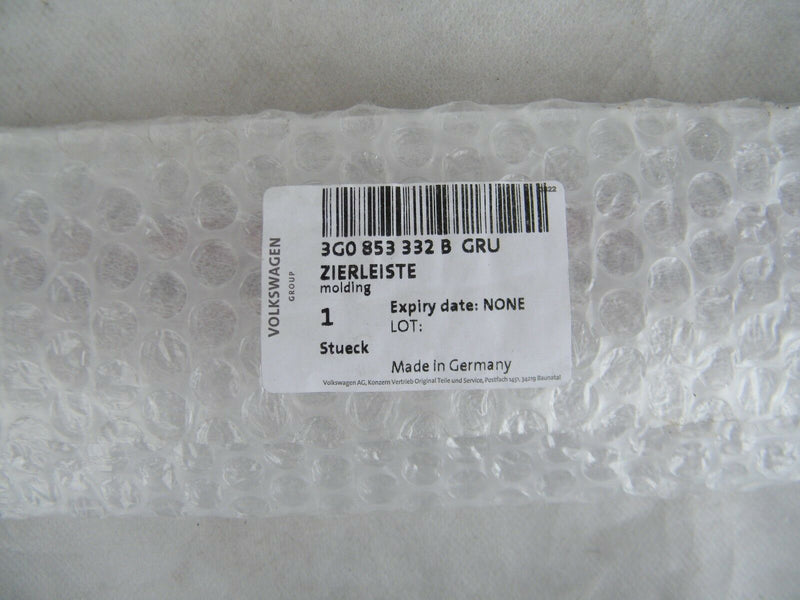 3G0 853 332 B GRU
ZIERLEISTE
molding
1
Expiry date: NONE
LOT:
Stueck
Made in Germany
Volkswagen AG, Konzern Vertrieb Original Teile und Service, Postfach 1451, 34219 Baunatal
VOLKSWAGEN
GROUP